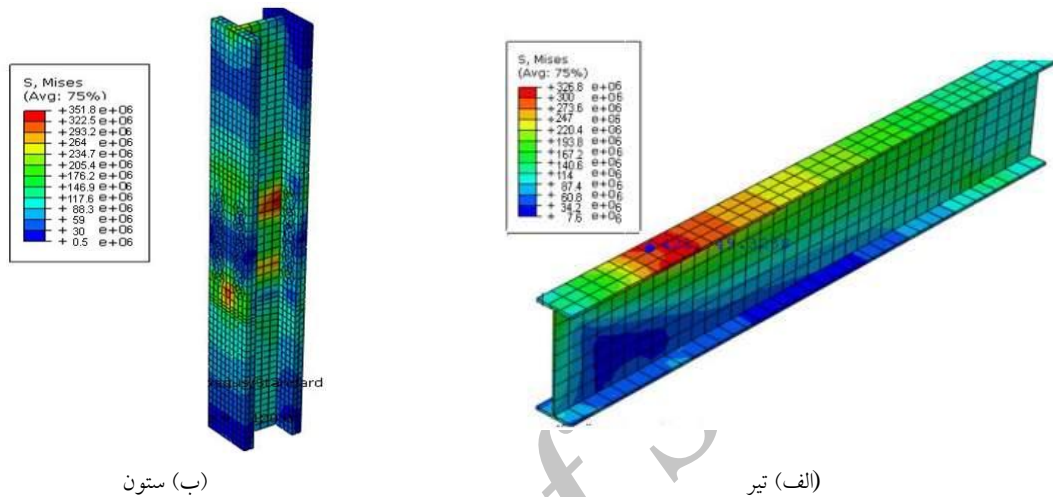 S, Mises
(Avg: 75%)
+351.8 e+06
+322.5 e+06
+293.2 e+06
+264 e+06
+234.7 e+06
+205.4 e+06
+176.2 e+06
+146.9 e+06
+117.6 e+06
+88.3 e+06
+59 e+06
+30 e+06
+0.5 e+06
S, Mises
(Avg: 75%)
+326.8 e+06
+300 e+06
+273.6 e+06
+247 e+06
+220.4 e+06
+193.8 e+06
+167.2 e+06
+140.6 e+06
+114 e+06
+87.4 e+06
+60.8 e+06
+34.2 e+06
+7.6 e+06
(الف) تیر
(ب) ستون